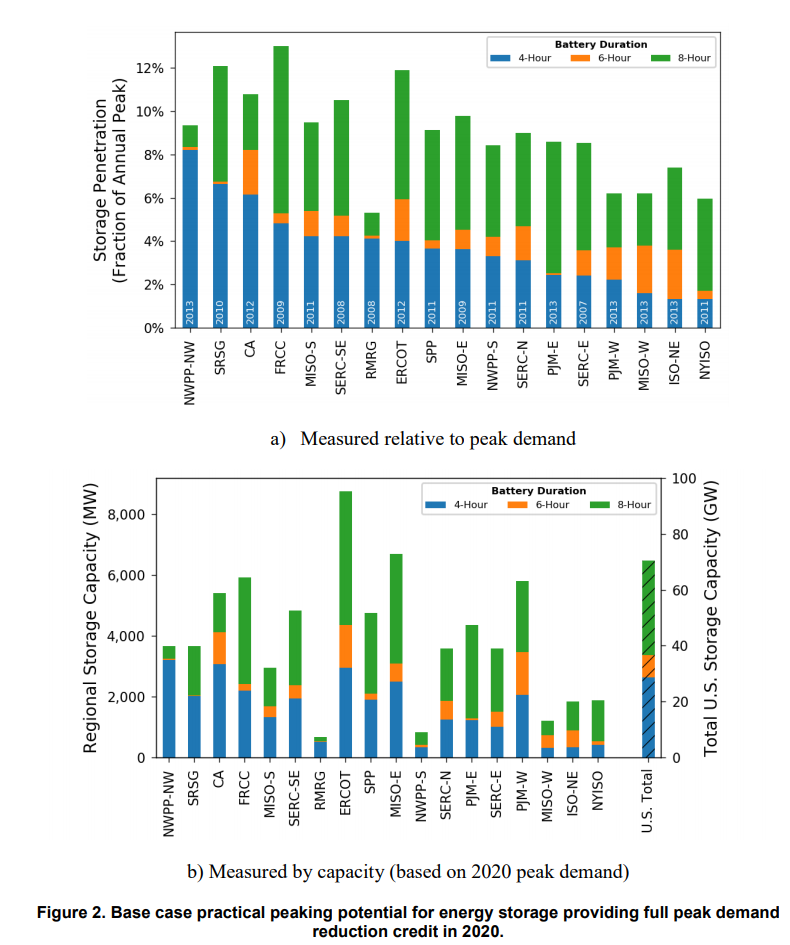 Storage Penetration
(Fraction of Annual Peak)
12%
10%
8%
6%
4%
2%
0%
Battery Duration
4-Hour 6-Hour 8-Hour
2013 2010 2012 2009 2011 2008 2008 2012 2011 2009 2011 2011 2013 2007 2013 2013 2013 2011
NWPP-NW SRSG CA FRCC MISO-S SERC-SE RMRG ERCOT SPP MISO-E NWPP-S SERC-N PJM-E SERC-E PJM-W MISO-W ISO-NE NYISO
a) Measured relative to peak demand
Regional Storage Capacity (MW)
8,000
6,000
4,000
2,000
0
Battery Duration
4-Hour 6-Hour 8-Hour
100
80
60
40
20
0
Total U.S. Storage Capacity (GW)
NWPP-NW SRSG CA FRCC MISO-S SERC-SE RMRG ERCOT SPP MISO-E NWPP-S SERC-N PJM-E SERC-E PJM-W MISO-W ISO-NE NYISO U.S. Total
b) Measured by capacity (based on 2020 peak demand)
Figure 2. Base case practical peaking potential for energy storage providing full peak demand
reduction credit in 2020.